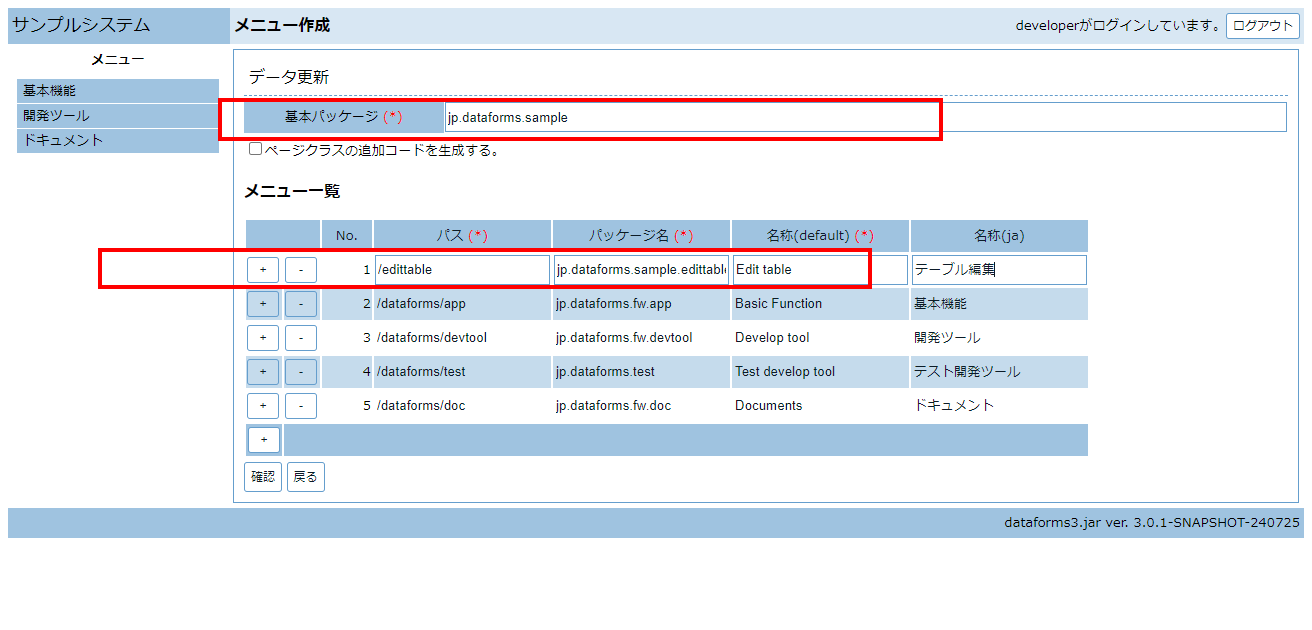 サンプルシステム
メニュー作成
developerがログインしています。 ログアウト
メニュー
基本機能
開発ツール
ドキュメント
データ更新
基本パッケージ (*) jp.dataforms.sample
ページクラスの追加コードを生成する。
メニュー一覧
No. パス (*) パッケージ名 (*) 名称(default) (*) 名称(ja)
+ - 1 /edittable jp.dataforms.sample.edittabl Edit table テーブル編集
+ - 2 /dataforms/app jp.dataforms.fw.app Basic Function 基本機能
+ - 3 /dataforms/devtool jp.dataforms.fw.devtool Develop tool 開発ツール
+ - 4 /dataforms/test jp.dataforms.test Test develop tool テスト開発ツール
+ - 5 /dataforms/doc jp.dataforms.fw.doc Documents ドキュメント
+
確認 戻る
dataforms3.jar ver. 3.0.1-SNAPSHOT-240725